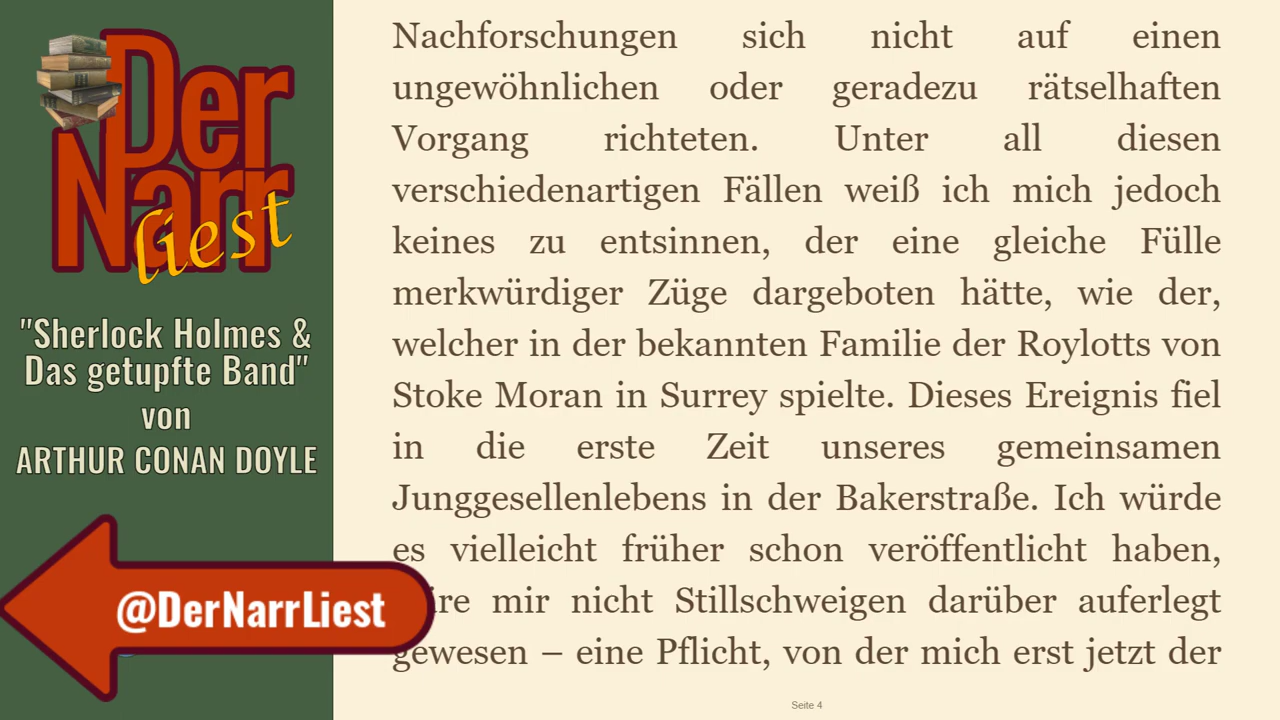 Der
Narr
liest
"Sherlock Holmes &
Das getupfte Band"
von
ARTHUR CONAN DOYLE
@DerNarrLiest
Nachforschungen sich nicht auf einen
ungewöhnlichen oder geradezu rätselhaften
Vorgang richteten. Unter all diesen
verschiedenartigen Fällen weiß ich mich jedoch
keines zu entsinnen, der eine gleiche Fülle
merkwürdiger Züge dargeboten hätte, wie der,
welcher in der bekannten Familie der Roylotts von
Stoke Moran in Surrey spielte. Dieses Ereignis fiel
in die erste Zeit unseres gemeinsamen
Junggesellenlebens in der Bakerstraße. Ich würde
es vielleicht früher schon veröffentlicht haben,
mir nicht Stillschweigen darüber auferlegt
gewesen – eine Pflicht, von der mich erst jetzt der
Seite 4